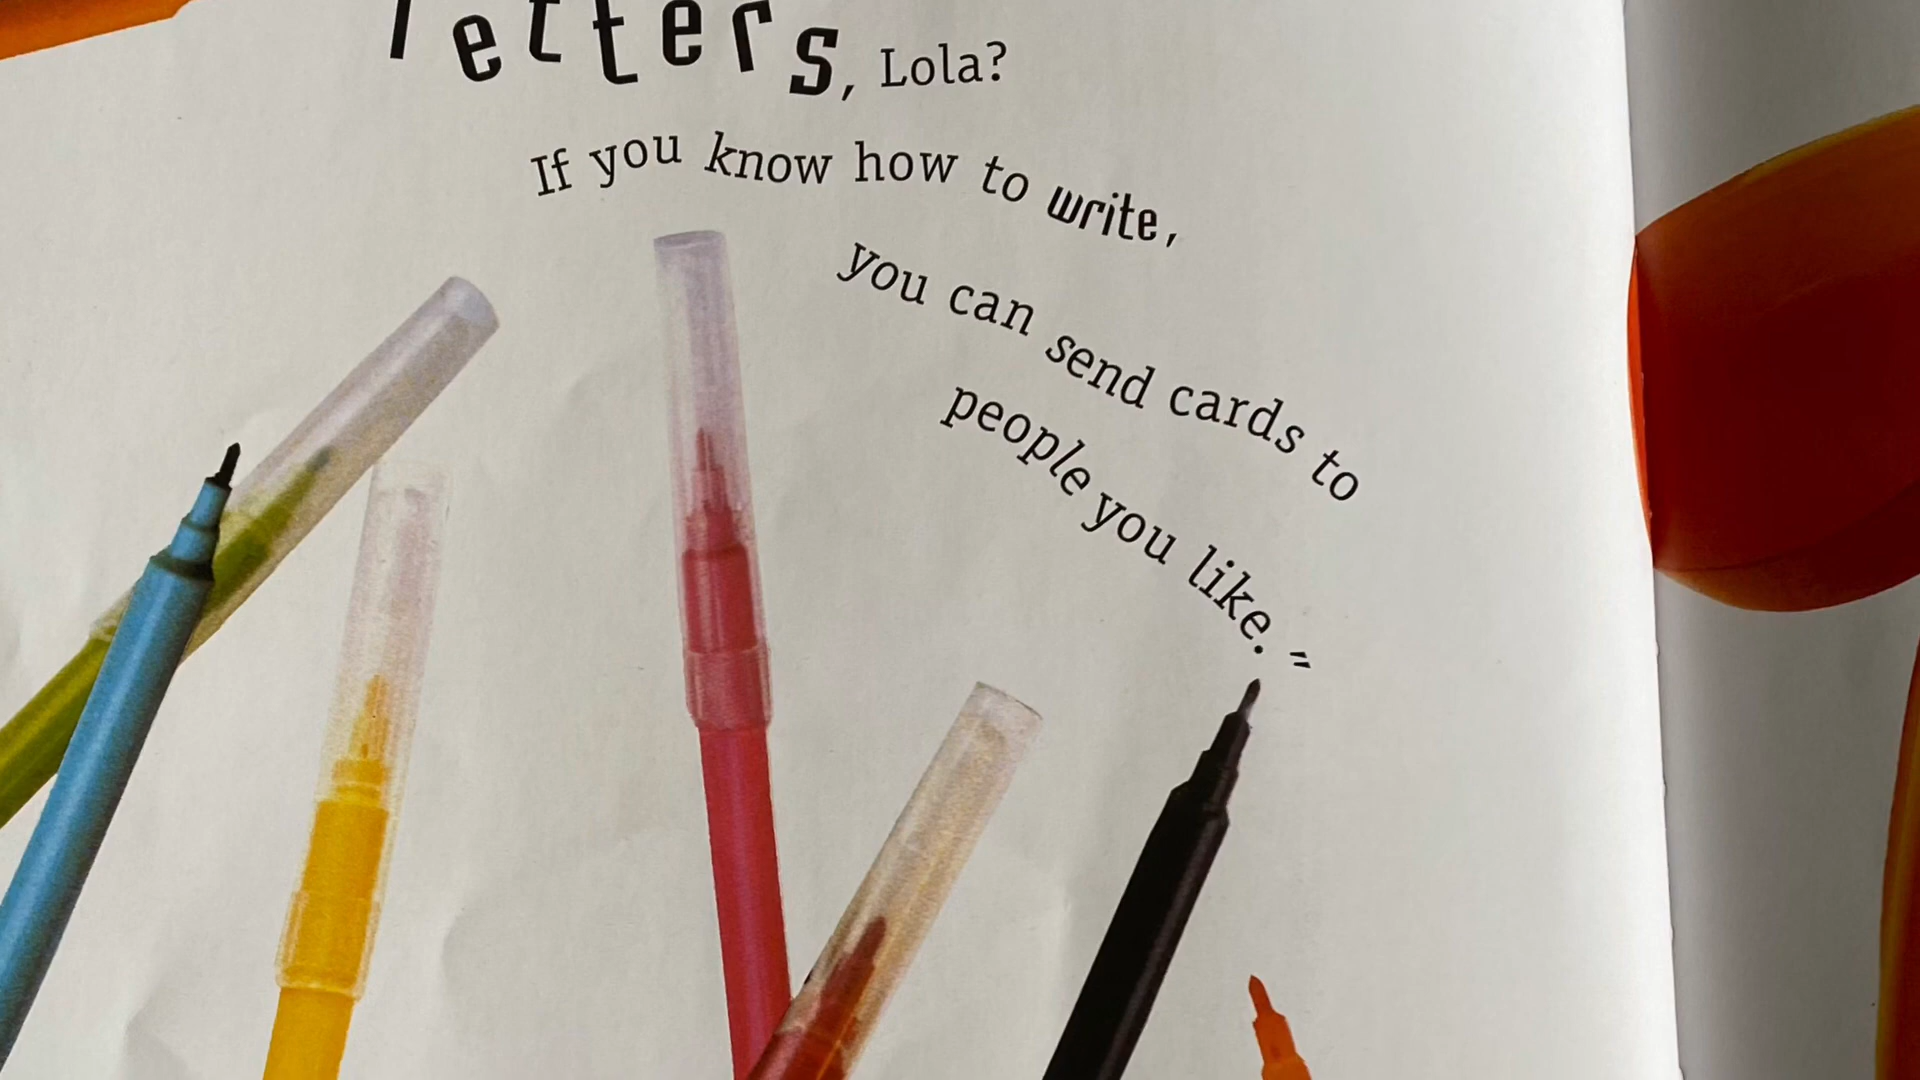 letters, Lola?
If you know how to write,
you can send cards to
people you like."